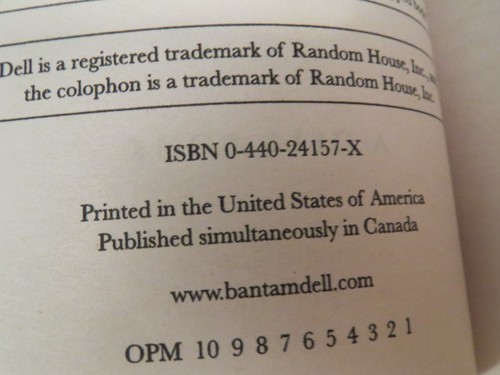 Dell is a registered trademark of Random House, Inc., and
the colophon is a trademark of Random House, Inc.
ISBN 0-440-24157-X
Printed in the United States of America
Published simultaneously in Canada
www.bantamdell.com
OPM 10 9 8 7 6 5 4 3 2 1